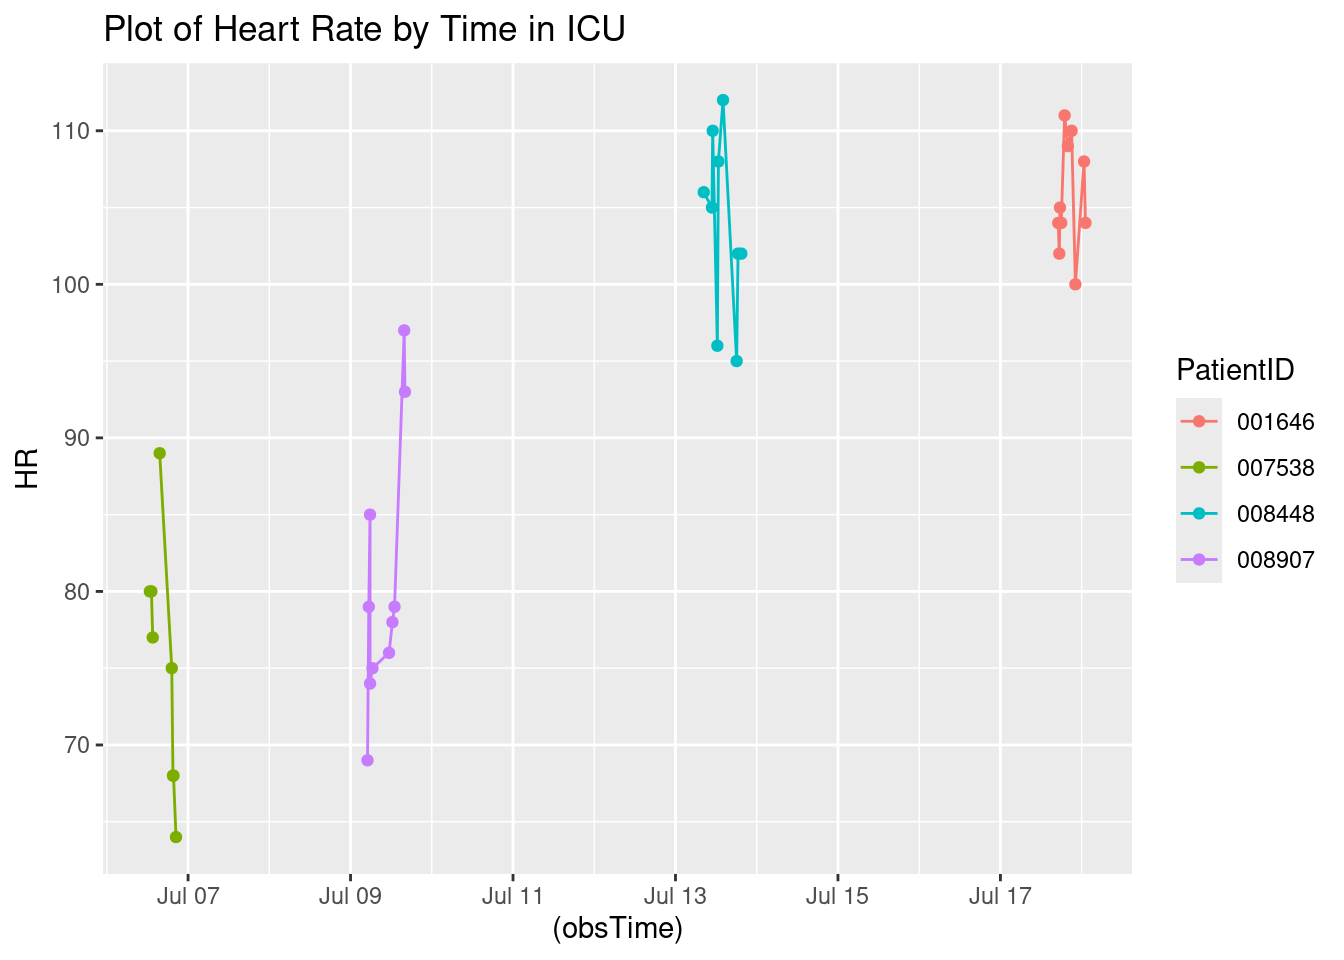 Plot of Heart Rate by Time in ICU
110
100
90
80
70
HR
Jul 07
Jul 09
Jul 11
Jul 13
Jul 15
Jul 17
(obsTime)
PatientID
001646
007538
008448
008907